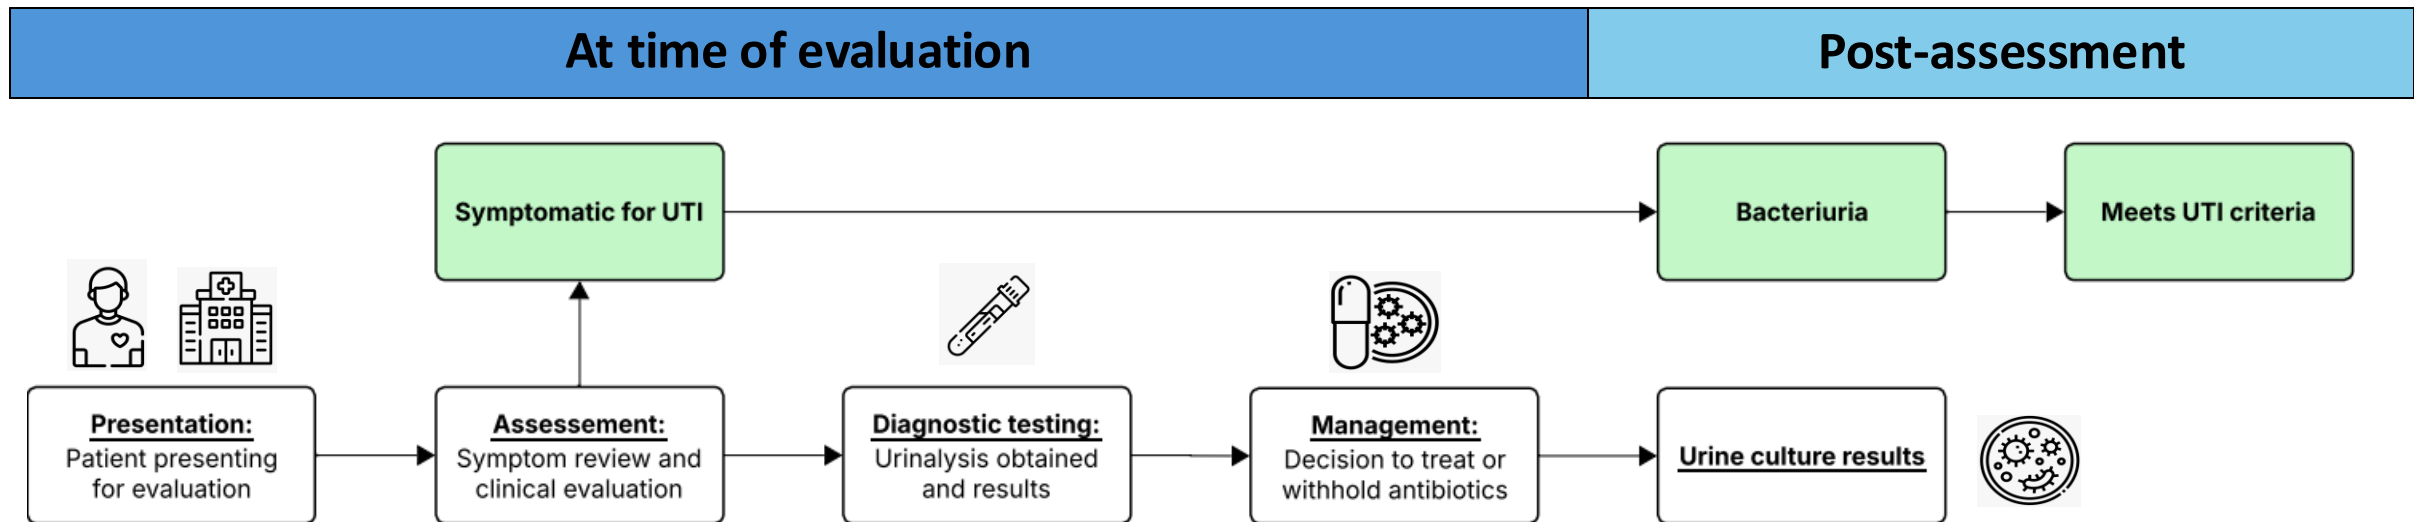 At time of evaluation
Post-assessment
Symptomatic for UTI
Bacteriuria
Meets UTI criteria
Presentation:
Patient presenting
for evaluation
Assessement:
Symptom review and
clinical evaluation
Diagnostic testing:
Urinalysis obtained
and results
Management:
Decision to treat or
withhold antibiotics
Urine culture results